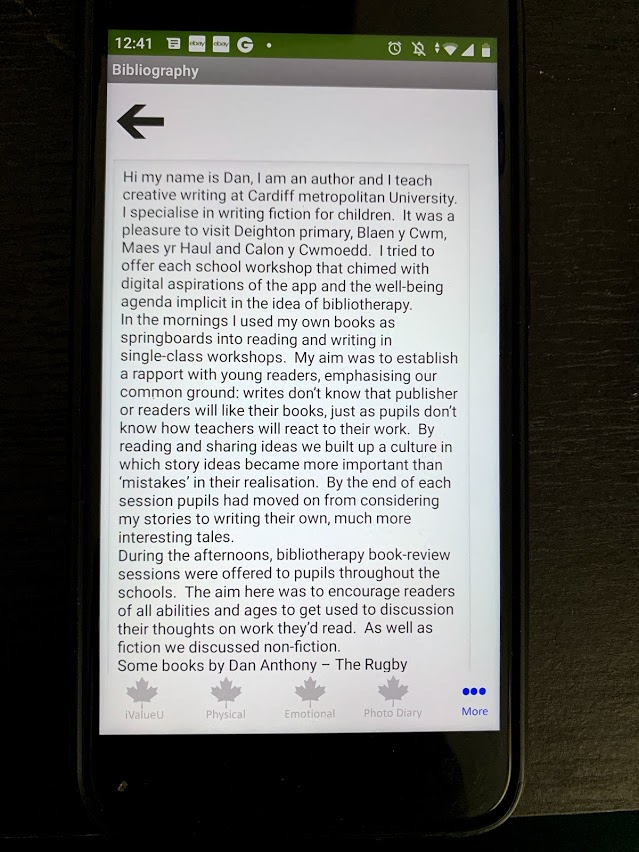 12:41
ebay ebay G
Bibliography
Hi my name is Dan, I am an author and I teach
creative writing at Cardiff metropolitan University.
I specialise in writing fiction for children. It was a
pleasure to visit Deighton primary, Blaen y Cwm,
Maes yr Haul and Calon y Cwmoedd. I tried to
offer each school workshop that chimed with
digital aspirations of the app and the well-being
agenda implicit in the idea of bibliotherapy.
In the mornings I used my own books as
springboards into reading and writing in
single-class workshops. My aim was to establish
a rapport with young readers, emphasising our
common ground: writes don't know that publisher
or readers will like their books, just as pupils don't
know how teachers will react to their work. By
reading and sharing ideas we built up a culture in
which story ideas became more important than
‘mistakes’ in their realisation. By the end of each
session pupils had moved on from considering
my stories to writing their own, much more
interesting tales.
During the afternoons, bibliotherapy book-review
sessions were offered to pupils throughout the
schools. The aim here was to encourage readers
of all abilities and ages to get used to discussion
their thoughts on work they'd read. As well as
fiction we discussed non-fiction.
Some books by Dan Anthony – The Rugby
iValueU Physical Emotional Photo Diary More